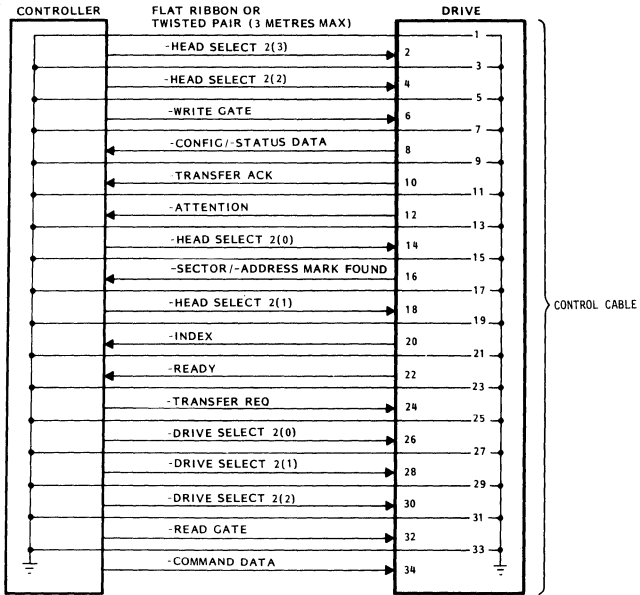 CONTROLLER
FLAT RIBBON OR
TWISTED PAIR (3 METRES MAX)
DRIVE
1
-HEAD SELECT 2(3)
2
3
-HEAD SELECT 2(2)
4
5
-WRITE GATE
6
7
-CONFIG/-STATUS DATA
8
9
-TRANSFER ACK
10
11
-ATTENTION
12
13
-HEAD SELECT 2(0)
14
15
-SECTOR/-ADDRESS MARK FOUND
16
17
-HEAD SELECT 2(1)
18
19
-INDEX
20
21
-READY
22
23
-TRANSFER REQ
24
25
-DRIVE SELECT 2(0)
26
27
-DRIVE SELECT 2(1)
28
29
-DRIVE SELECT 2(2)
30
31
-READ GATE
32
33
-COMMAND DATA
34
CONTROL CABLE